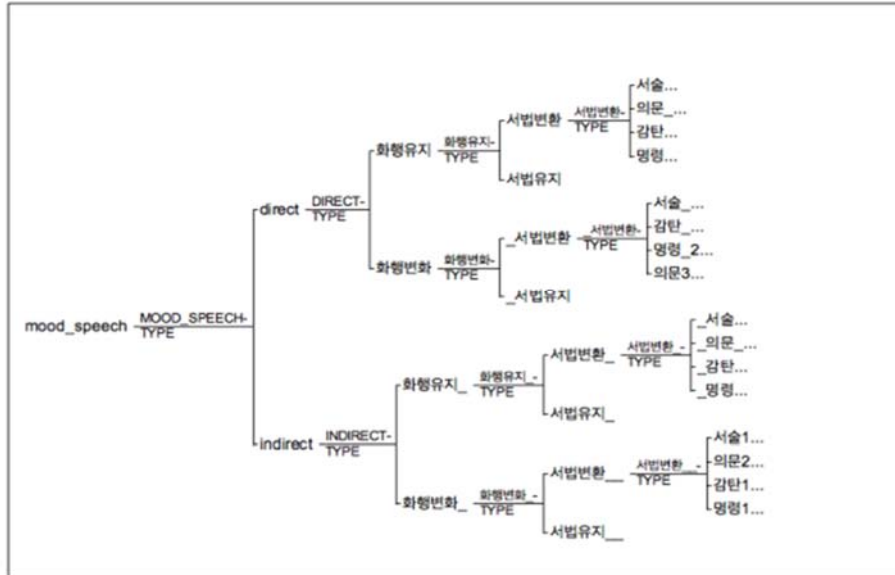 mood_speech
MOOD_SPEECH-
TYPE
direct
DIRECT-
TYPE
화행유지
화행유지-
TYPE
서법변환
서법변환-
TYPE
서술...
의문_...
감탄...
명령...
서법유지
화행변화
화행변화-
TYPE
_서법변환
_서법변환-
TYPE
서술_...
감탄_...
명령_2...
의문3...
_서법유지
indirect
INDIRECT-
TYPE
화행유지_
화행유지_-
TYPE
서법변환_
서법변환_-
TYPE
_서술...
_의문_...
_감탄...
_명령...
서법유지_
화행변화_
화행변화_-
TYPE
서법변환__
서법변환__-
TYPE
서술1...
의문2...
감탄1...
명령1...
서법유지__